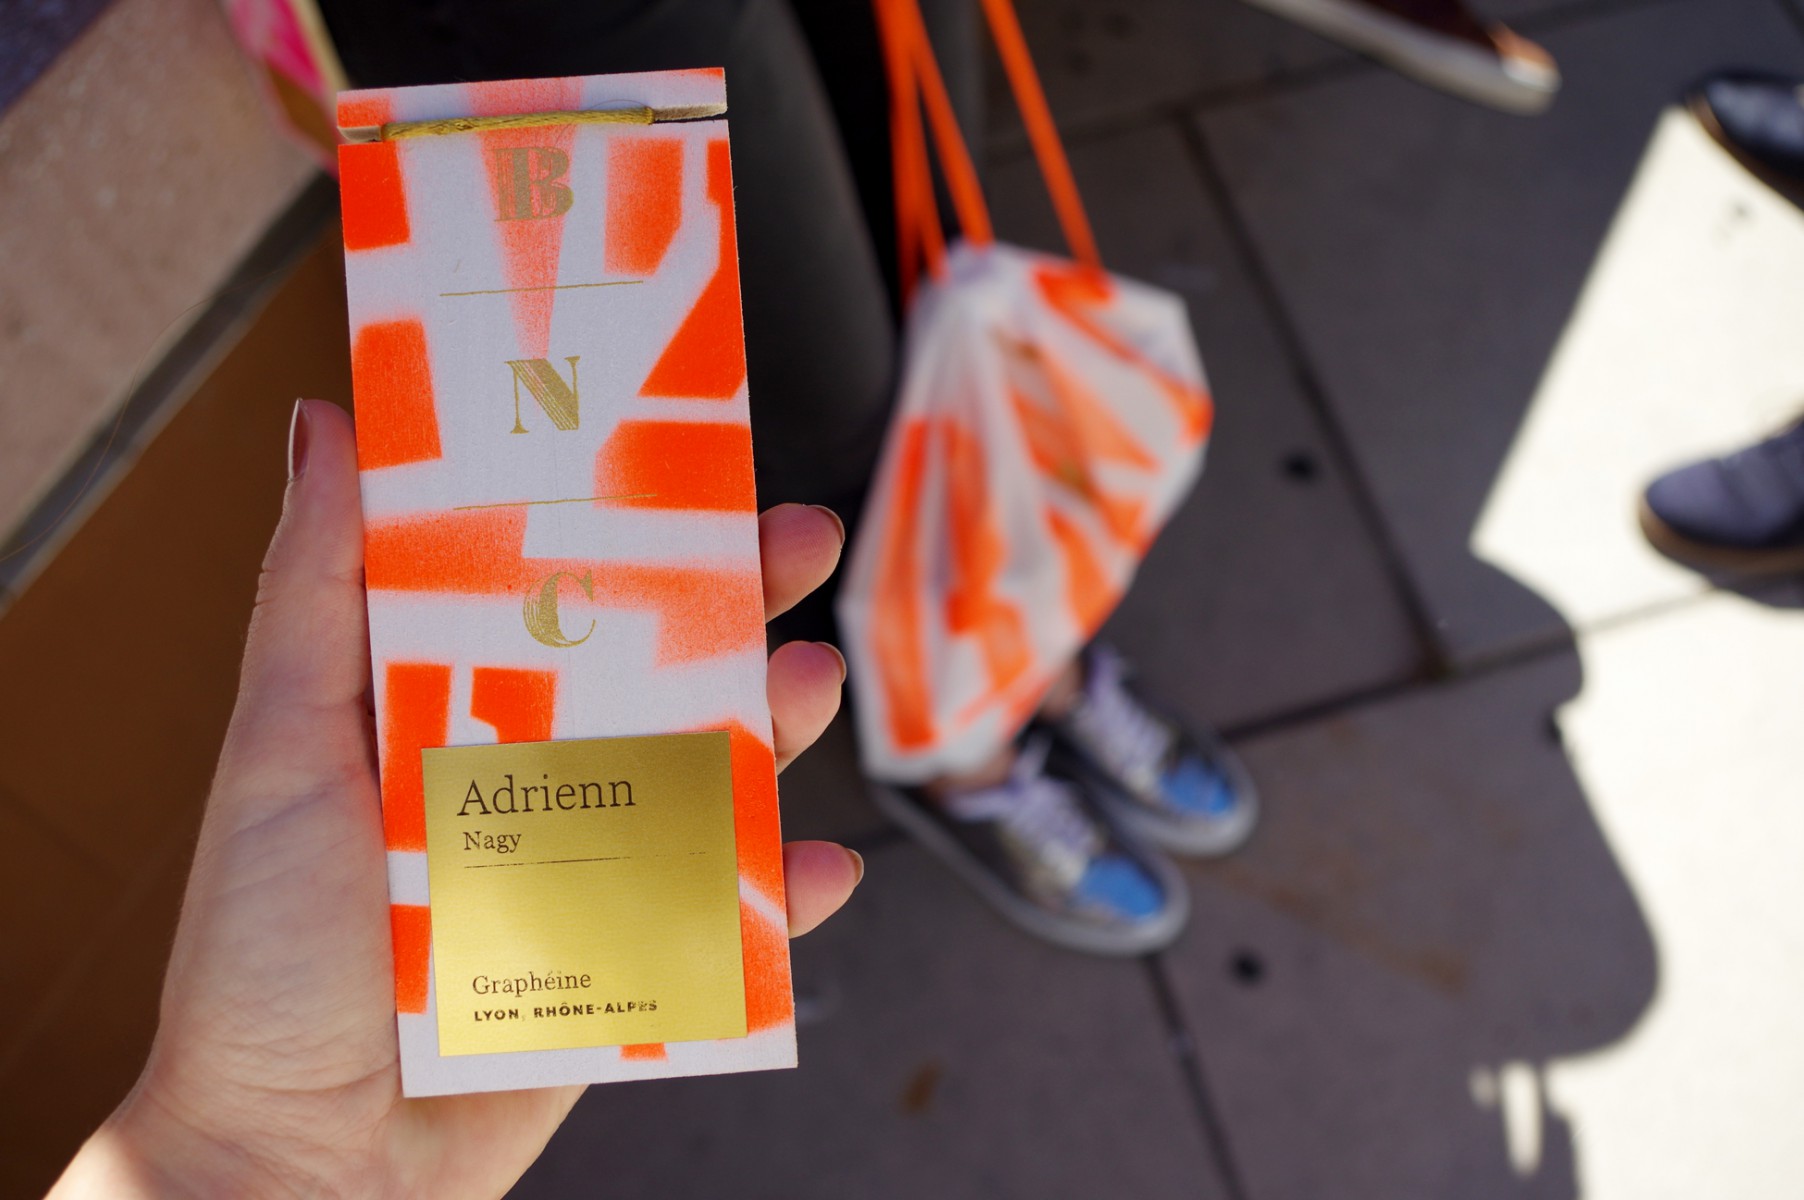 B
N
C
Adrienn
Nagy
Graphéine
LYON, RHÔNE-ALPES